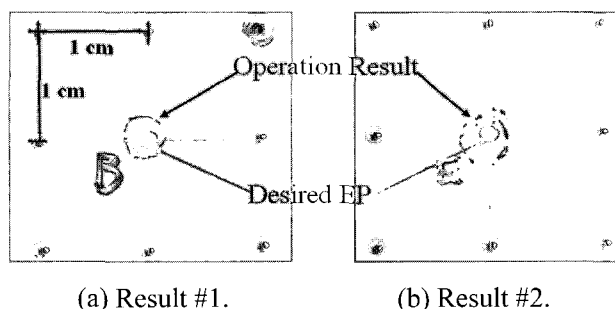 1 cm
1 cm
Operation Result
B
Desired EP
(a) Result #1.
(b) Result #2.